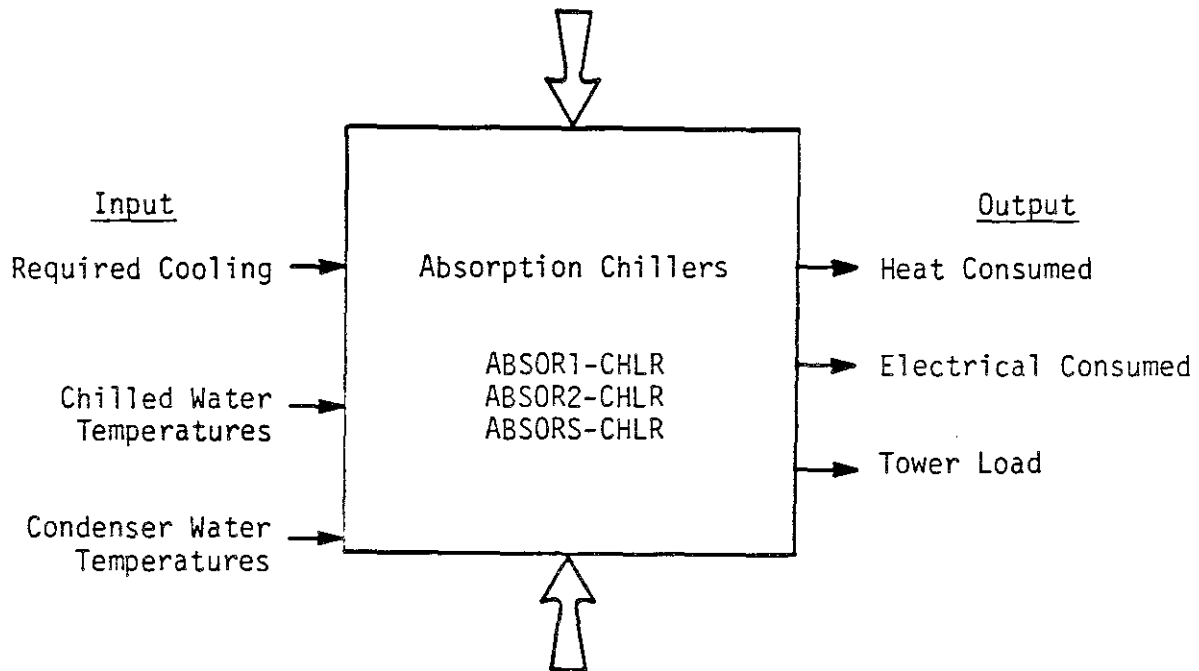 Input
Required Cooling
Chilled Water
Temperatures
Condenser Water
Temperatures
Absorption Chillers
ABSOR1-CHLR
ABSOR2-CHLR
ABSORS-CHLR
Output
Heat Consumed
Electrical Consumed
Tower Load